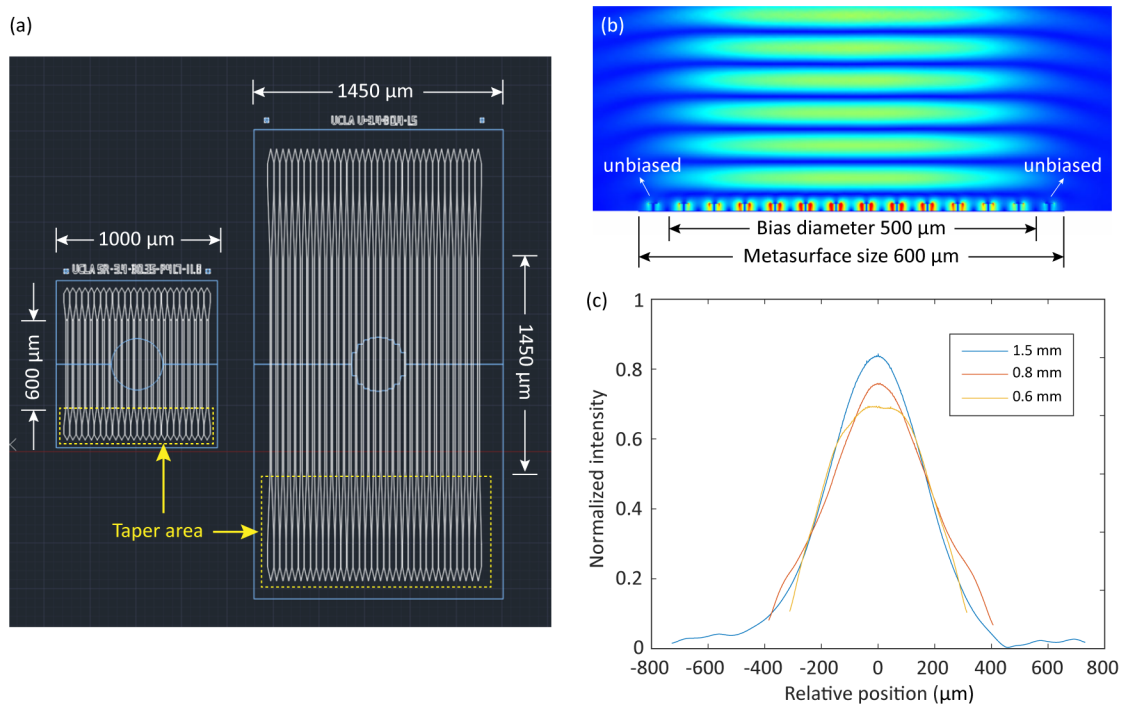 (a)
1450 µm
1000 µm
600 µm
1450 µm
Taper area
(b)
unbiased
unbiased
Bias diameter 500 µm
Metasurface size 600 µm
(c)
1
0.8
0.6
0.4
0.2
0
Normalized intensity
1.5 mm
0.8 mm
0.6 mm
-800 -600 -400 -200 0 200 400 600 800
Relative position (µm)